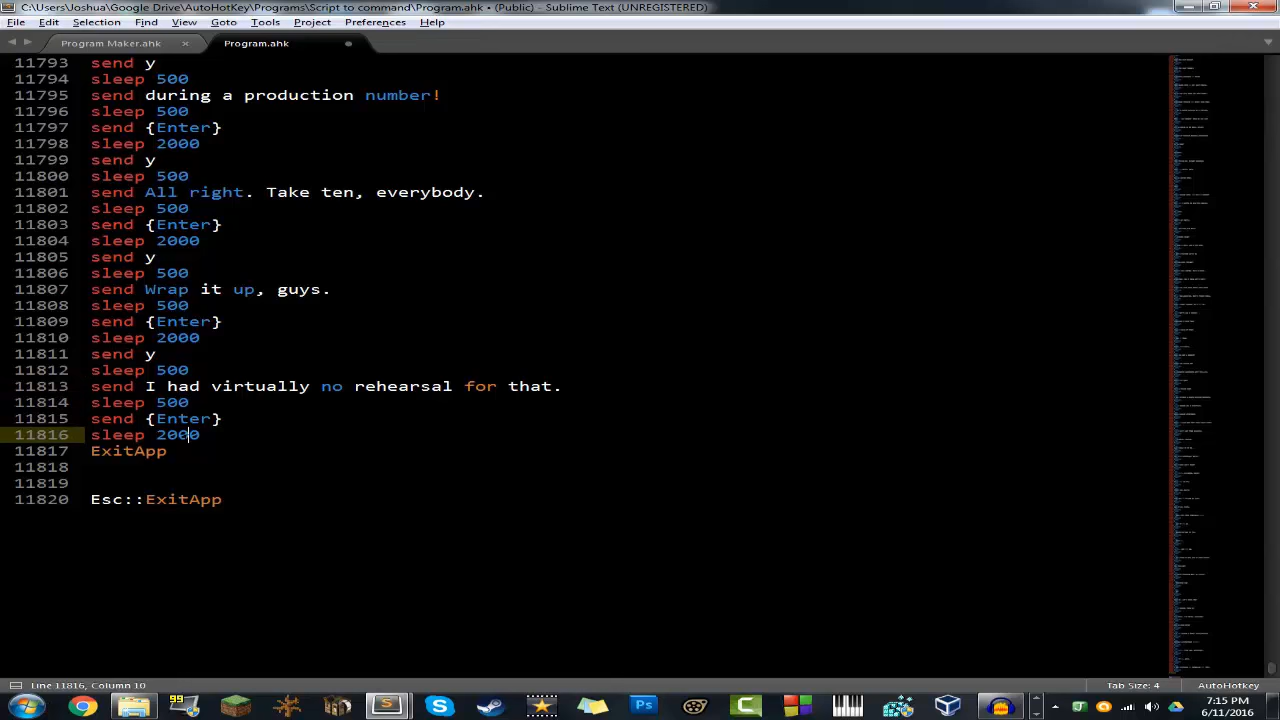 C:\Users\Joshua\Google Drive\AutoHotkey\Programs\Script to command\Program.ahk • (Public) - Sublime Text (UNREGISTERED)
File Edit Selection Find View Goto Tools Project Preferences Help
Program Maker.ahk × Program.ahk
11793 send y
11794 sleep 500
11795 send during a production number!
11796 sleep 500
11797 send {Enter}
11798 sleep 2000
11799 send y
11800 sleep 500
11801 send All right. Take ten, everybody.
11802 sleep 500
11803 send {Enter}
11804 sleep 2000
11805 send y
11806 sleep 500
11807 send Wrap it up, guys.
11808 sleep 500
11809 send {Enter}
11810 sleep 2000
11811 send y
11812 sleep 500
11813 send I had virtually no rehearsal for that.
11814 sleep 500
11815 send {Enter}
11816 sleep 200
11817 ExitApp
11818
11819
11820 Esc::ExitApp
Line 11816, Column 10
Tab Size: 4
AutoHotkey
99
7:15 PM
6/11/2016